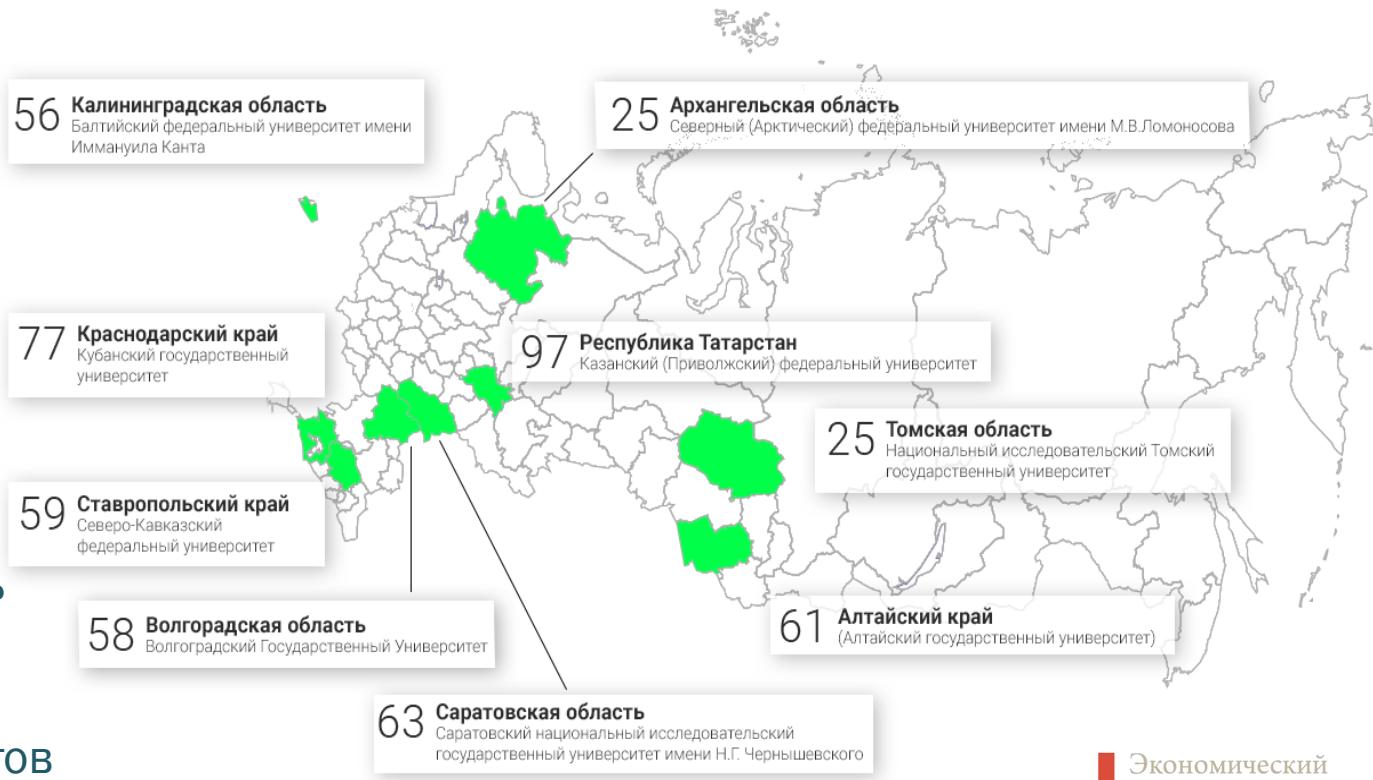 56 Калининградская область
Балтийский федеральный университет имени
Иммануила Канта
25 Архангельская область
Северный (Арктический) федеральный университет имени М.В.Ломоносова
77 Краснодарский край
Кубанский государственный
университет
97 Республика Татарстан
Казанский (Приволжский) федеральный университет
25 Томская область
Национальный исследовательский Томский
государственный университет
59 Ставропольский край
Северо-Кавказский
федеральный университет
58 Волгорадская область
Волгоградский Государственный Университет
61 Алтайский край
(Алтайский государственный университет)
63 Саратовская область
Саратовский национальный исследовательский
государственный университет имени Н.Г. Чернышевского
тов
Экономический